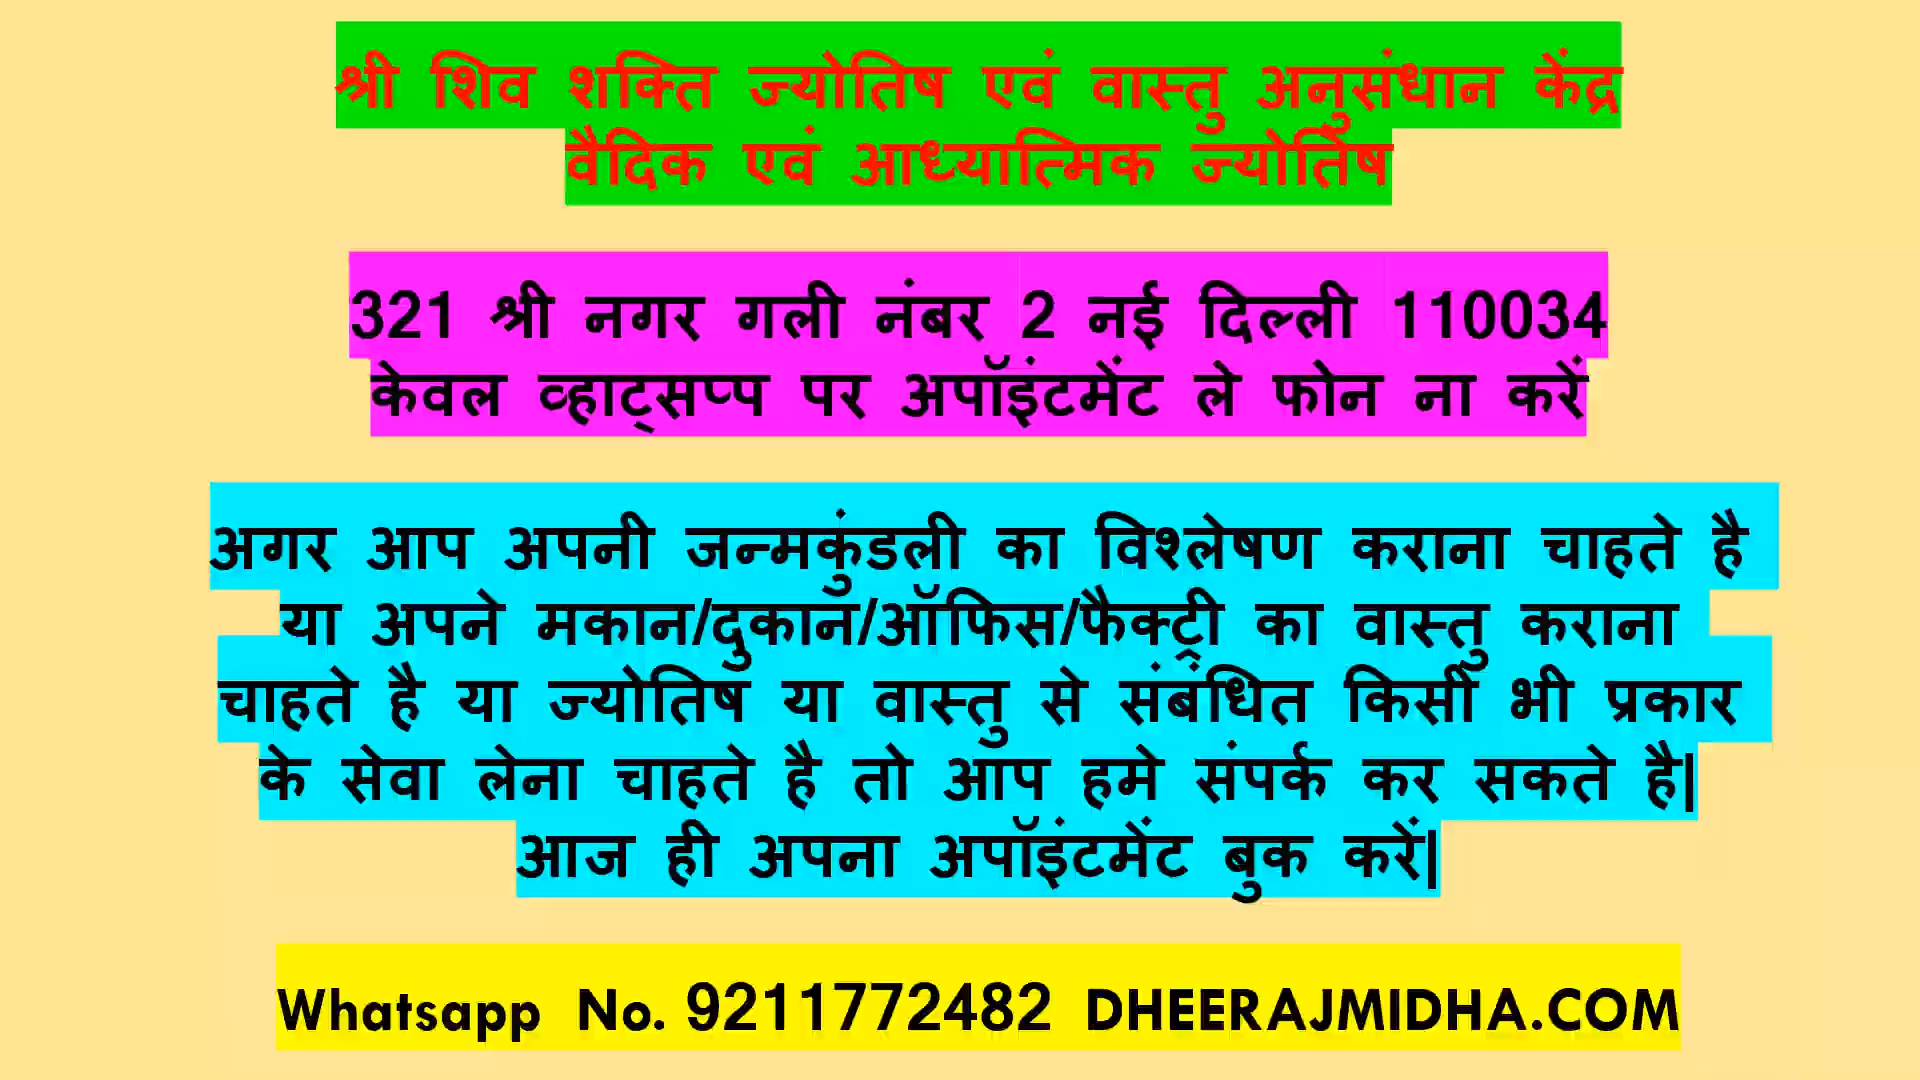 श्री शिव शक्ति ज्योतिष एवं वास्तु अनुसंधान केंद्र
वैदिक एवं आध्यात्मिक ज्योतिष
321 श्री नगर गली नंबर 2 नई दिल्ली 110034
केवल व्हाट्सप्प पर अपॉइंटमेंट ले फोन ना करें
अगर आप अपनी जन्मकुंडली का विश्लेषण कराना चाहते है
या अपने मकान/दुकान/ऑफिस/फैक्ट्री का वास्तु कराना
चाहते है या ज्योतिष या वास्तु से संबंधित किसी भी प्रकार
के सेवा लेना चाहते है तो आप हमे संपर्क कर सकते है|
आज ही अपना अपॉइंटमेंट बुक करें|
Whatsapp No. 9211772482 DHEERAJMIDHA.COM